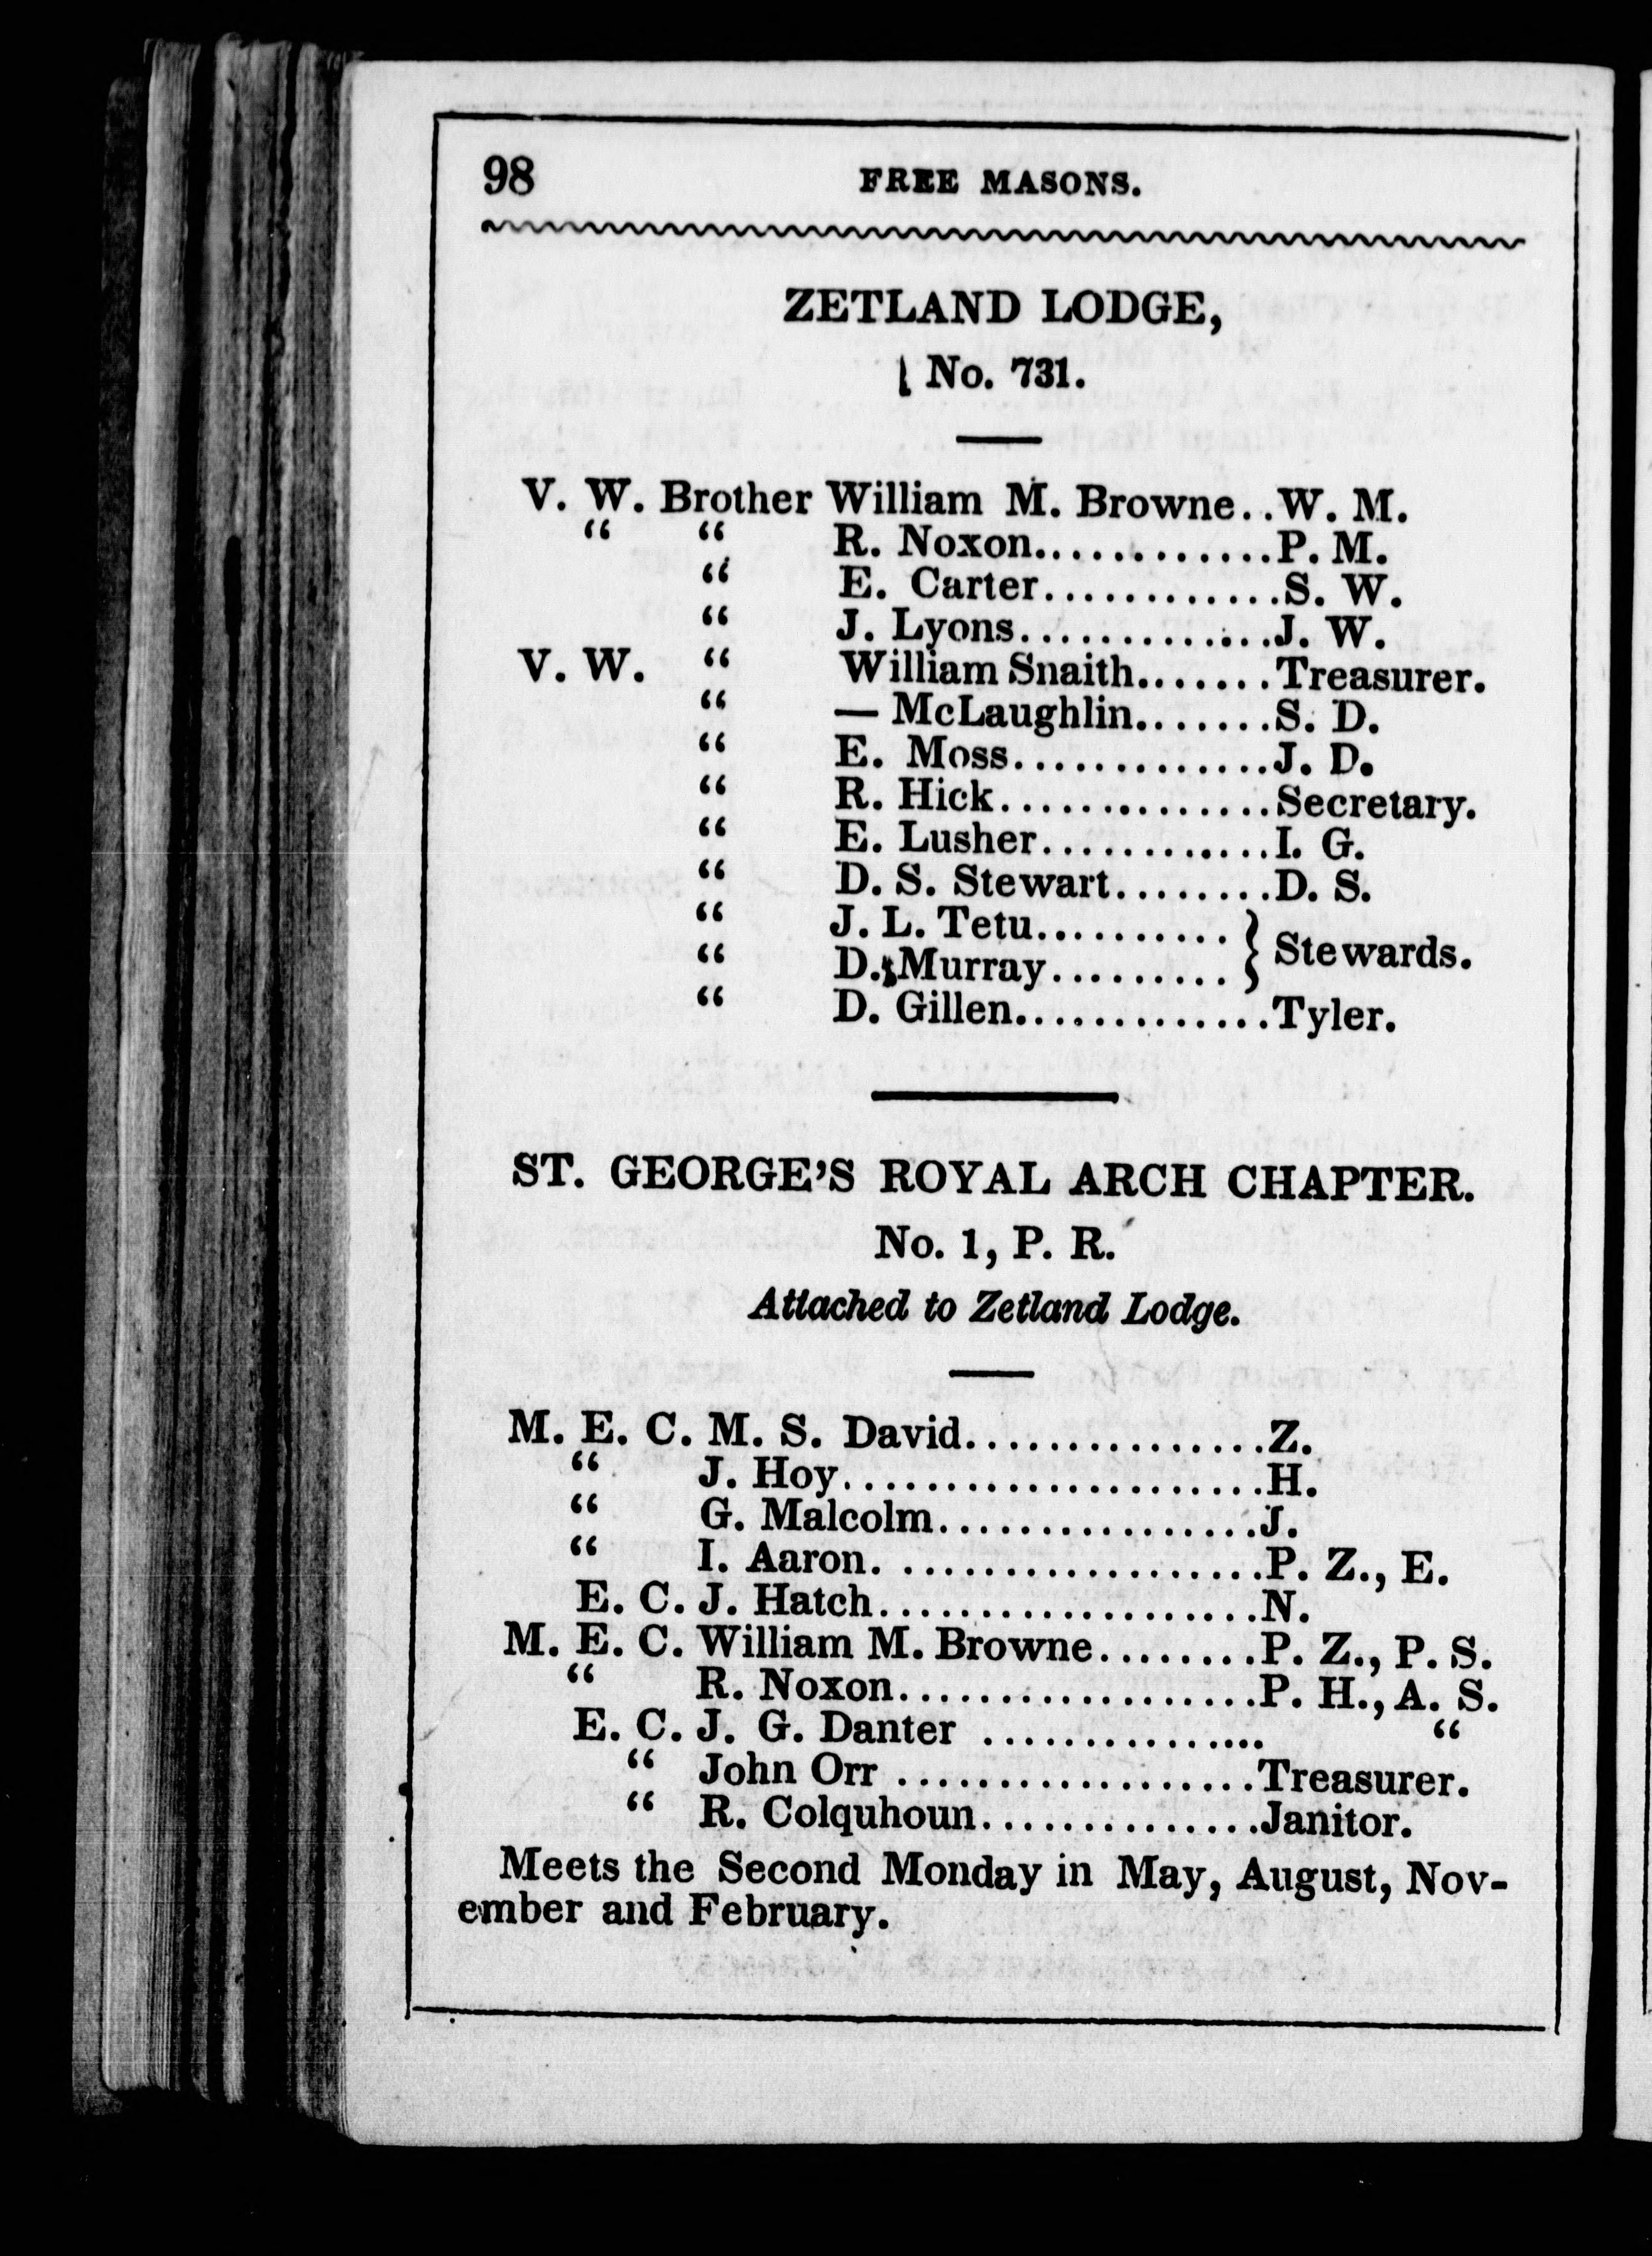 98 FREE MASONS.
ZETLAND LODGE,
No. 731.
V. W. Brother William M. Browne..W. M.
“ “ R. Noxon............P. M.
“ E. Carter............S. W.
“ J. Lyons.............J. W.
V. W. “ William Snaith.......Treasurer.
“ — McLaughlin.......S. D.
“ E. Moss.............J. D.
“ R. Hick..............Secretary.
“ E. Lusher............I. G.
“ D. S. Stewart........D. S.
“ J. L. Tetu..........
“ D. Murray......... } Stewards.
“ D. Gillen.............Tyler.
ST. GEORGE’S ROYAL ARCH CHAPTER.
No. 1, P. R.
Attached to Zetland Lodge.
M. E. C. M. S. David...............Z.
“ J. Hoy.....................H.
“ G. Malcolm................J.
“ I. Aaron. ..................P. Z., E.
E. C. J. Hatch...................N.
M. E. C. William M. Browne........P. Z., P. S.
“ R. Noxon..................P. H., A. S.
E. C. J. G. Danter ............... “
“ John Orr ..................Treasurer.
“ R. Colquhoun..............Janitor.
Meets the Second Monday in May, August, Nov-
ember and February.